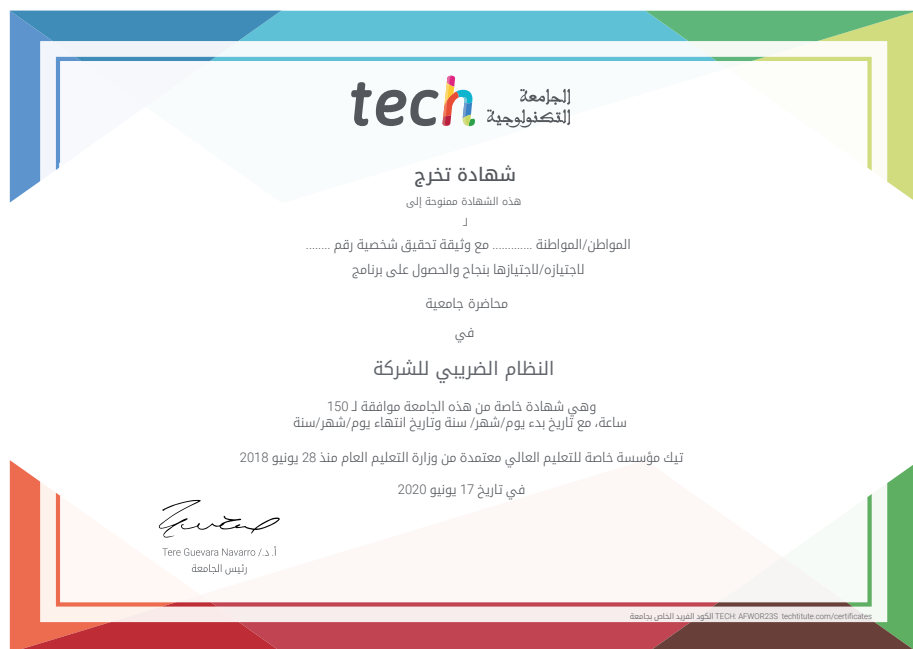 tech الجامعة
التكنولوجية
شهادة تخرج
هذه الشهادة ممنوحة إلى
لـ
المواطن/المواطنة ............. مع وثيقة تحقيق شخصية رقم ........
لاجتيازه/لاجتيازها بنجاح والحصول على برنامج
محاضرة جامعية
في
النظام الضريبي للشركة
وهي شهادة خاصة من هذه الجامعة موافقة لـ 150
ساعة، مع تاريخ بدء يوم/شهر/ سنة وتاريخ انتهاء يوم/شهر/سنة
تيك مؤسسة خاصة للتعليم العالي معتمدة من وزارة التعليم العام منذ 28 يونيو 2018
في تاريخ 17 يونيو 2020
أ.د./ Tere Guevara Navarro
رئيس الجامعة
الكود الفريد الخاص بجامعة TECH: AFWOR23S techtitute.com/certificates